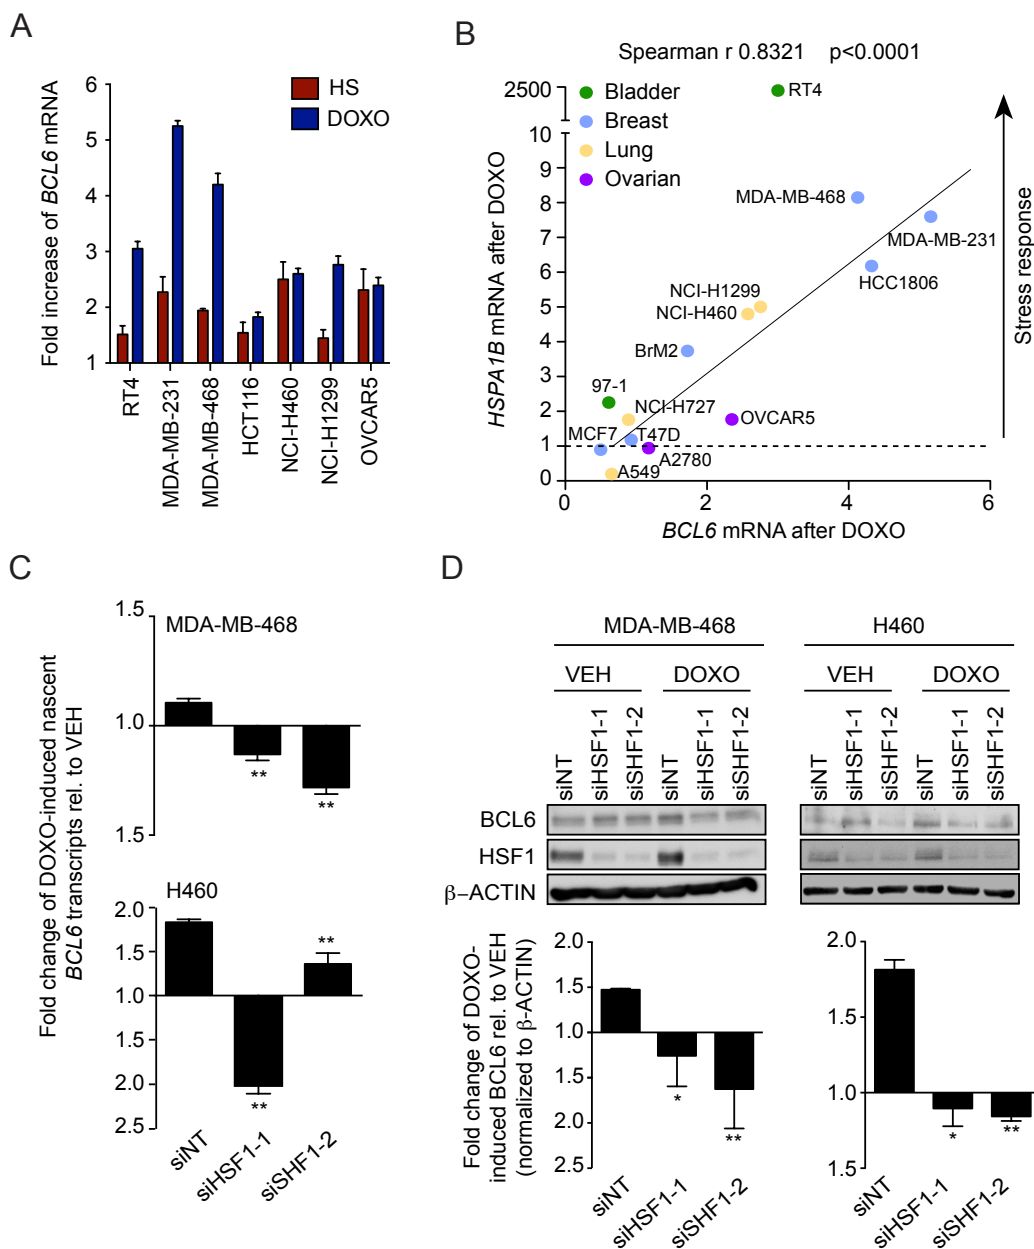 A
HS
DOXO
Fold increase of BCL6 mRNA
6
5
4
3
2
1
RT4
MDA-MB-231
MDA-MB-468
HCT116
NCI-H460
NCI-H1299
OVCAR5
B
Spearman r 0.8321 p<0.0001
Bladder
Breast
Lung
Ovarian
HSPA1B mRNA after DOXO
2500
10
9
8
7
6
5
4
3
2
1
0
RT4
MDA-MB-468
MDA-MB-231
HCC1806
NCI-H1299
NCI-H460
BrM2
97-1
NCI-H727
OVCAR5
MCF7
T47D
A2780
A549
0
2
4
6
BCL6 mRNA after DOXO
Stress response
C
Fold change of DOXO-induced nascent
BCL6 transcripts rel. to VEH
MDA-MB-468
1.5
1.0
1.5
**
**
H460
2.0
1.5
1.0
1.5
2.0
2.5
**
**
siNT
siHSF1-1
siSHF1-2
D
MDA-MB-468
H460
VEH
DOXO
VEH
DOXO
siNT
siHSF1-1
siSHF1-2
siNT
siHSF1-1
siSHF1-2
siNT
siHSF1-1
siSHF1-2
siNT
siHSF1-1
siSHF1-2
BCL6
HSF1
β-ACTIN
Fold change of DOXO-
induced BCL6 rel. to VEH
(normalized to β-ACTIN)
2.0
1.5
1.0
1.5
2.0
2.5
*
**
siNT
siHSF1-1
siSHF1-2
2.0
1.5
1.0
1.5
*
**
siNT
siHSF1-1
siSHF1-2